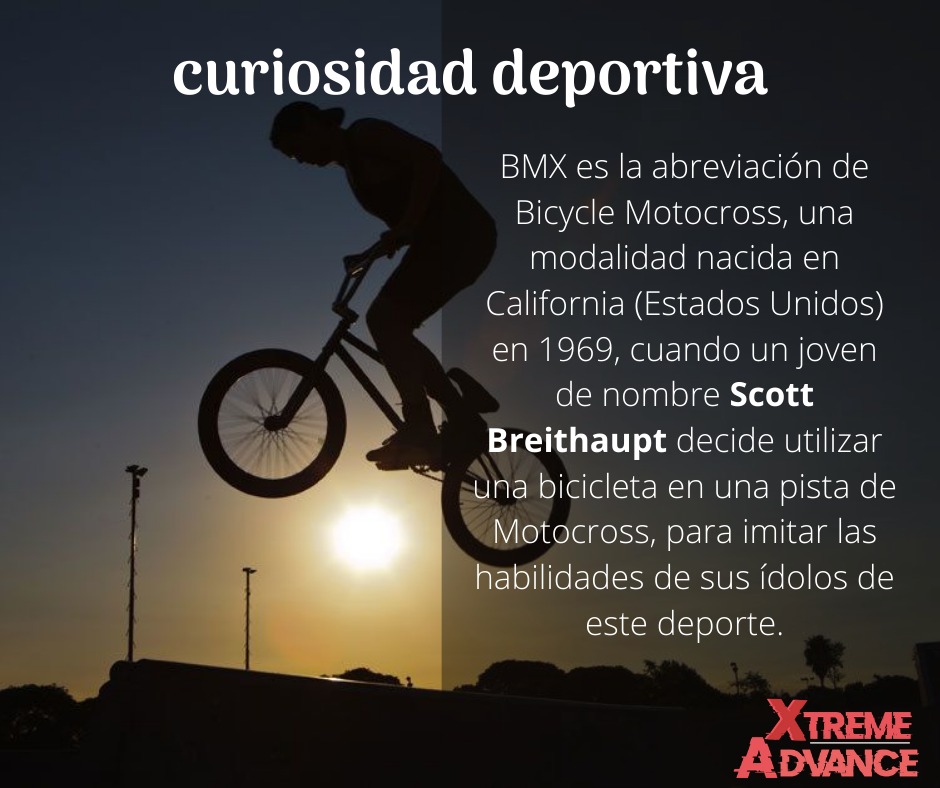 curiosidad deportiva
BMX es la abreviación de
Bicycle Motocross, una
modalidad nacida en
California (Estados Unidos)
en 1969, cuando un joven
de nombre Scott
Breithaupt decide utilizar
una bicicleta en una pista de
Motocross, para imitar las
habilidades de sus ídolos de
este deporte.
XTREME
ADVANCE